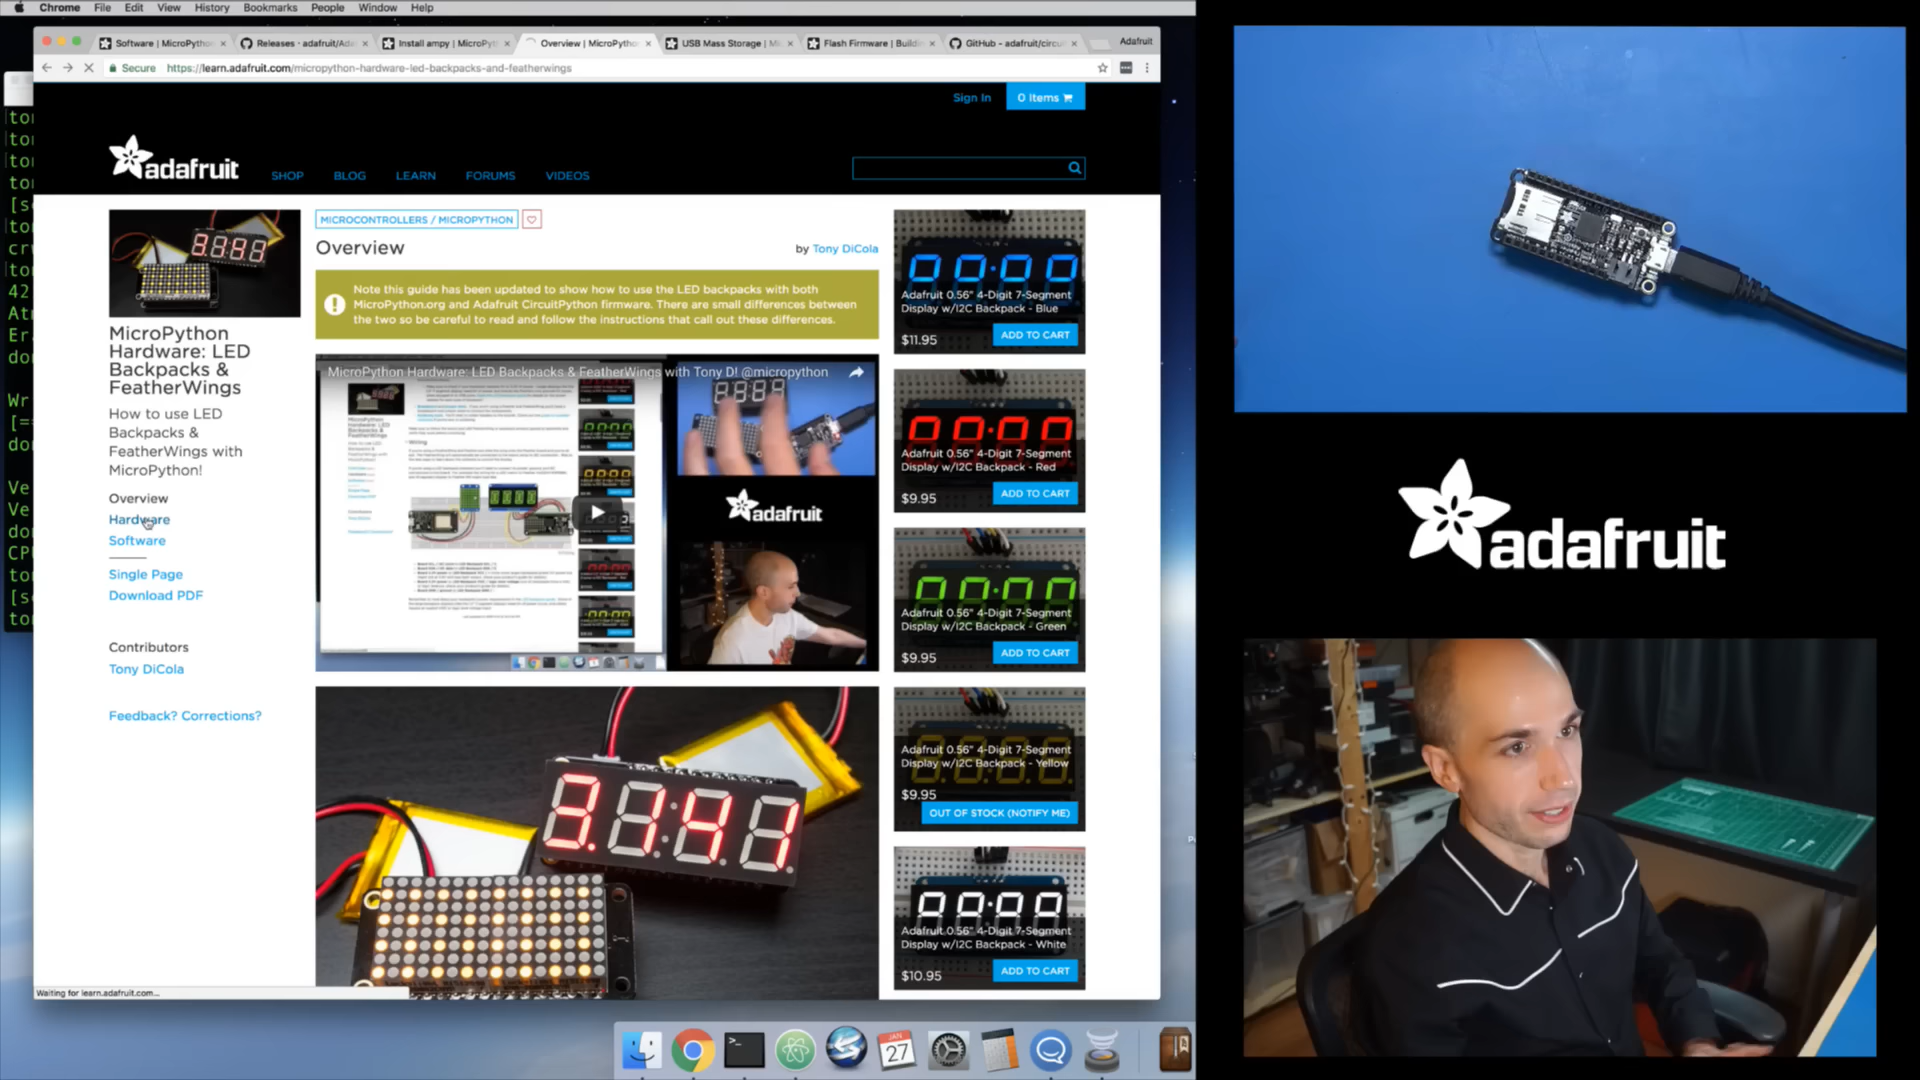 Chrome File Edit View History Bookmarks People Window Help
Software | MicroPython
Releases · adafruit/Ada
Install ampy | MicroPyt
Overview | MicroPytho
USB Mass Storage | Mi
Flash Firmware | Buildin
GitHub - adafruit/circu
Adafruit
Secure https://learn.adafruit.com/micropython-hardware-led-backpacks-and-featherwings
Sign In
0 Items
adafruit
SHOP BLOG LEARN FORUMS VIDEOS
MICROCONTROLLERS / MICROPYTHON
Overview
by Tony DiCola
Note this guide has been updated to show how to use the LED backpacks with both
MicroPython.org and Adafruit CircuitPython firmware. There are small differences between
the two so be careful to read and follow the instructions that call out these differences.
MicroPython
Hardware: LED
Backpacks &
FeatherWings
How to use LED
Backpacks &
FeatherWings with
MicroPython!
Overview
Hardware
Software
Single Page
Download PDF
Contributors
Tony DiCola
Feedback? Corrections?
MicroPython Hardware: LED Backpacks & FeatherWings with Tony D! @micropython
adafruit
3.141
Adafruit 0.56" 4-Digit 7-Segment
Display w/I2C Backpack - Blue
$11.95
ADD TO CART
Adafruit 0.56" 4-Digit 7-Segment
Display w/I2C Backpack - Red
$9.95
ADD TO CART
Adafruit 0.56" 4-Digit 7-Segment
Display w/I2C Backpack - Green
$9.95
ADD TO CART
Adafruit 0.56" 4-Digit 7-Segment
Display w/I2C Backpack - Yellow
$9.95
OUT OF STOCK (NOTIFY ME)
Adafruit 0.56" 4-Digit 7-Segment
Display w/I2C Backpack - White
$10.95
ADD TO CART
Waiting for learn.adafruit.com...
JAN
27
adafruit